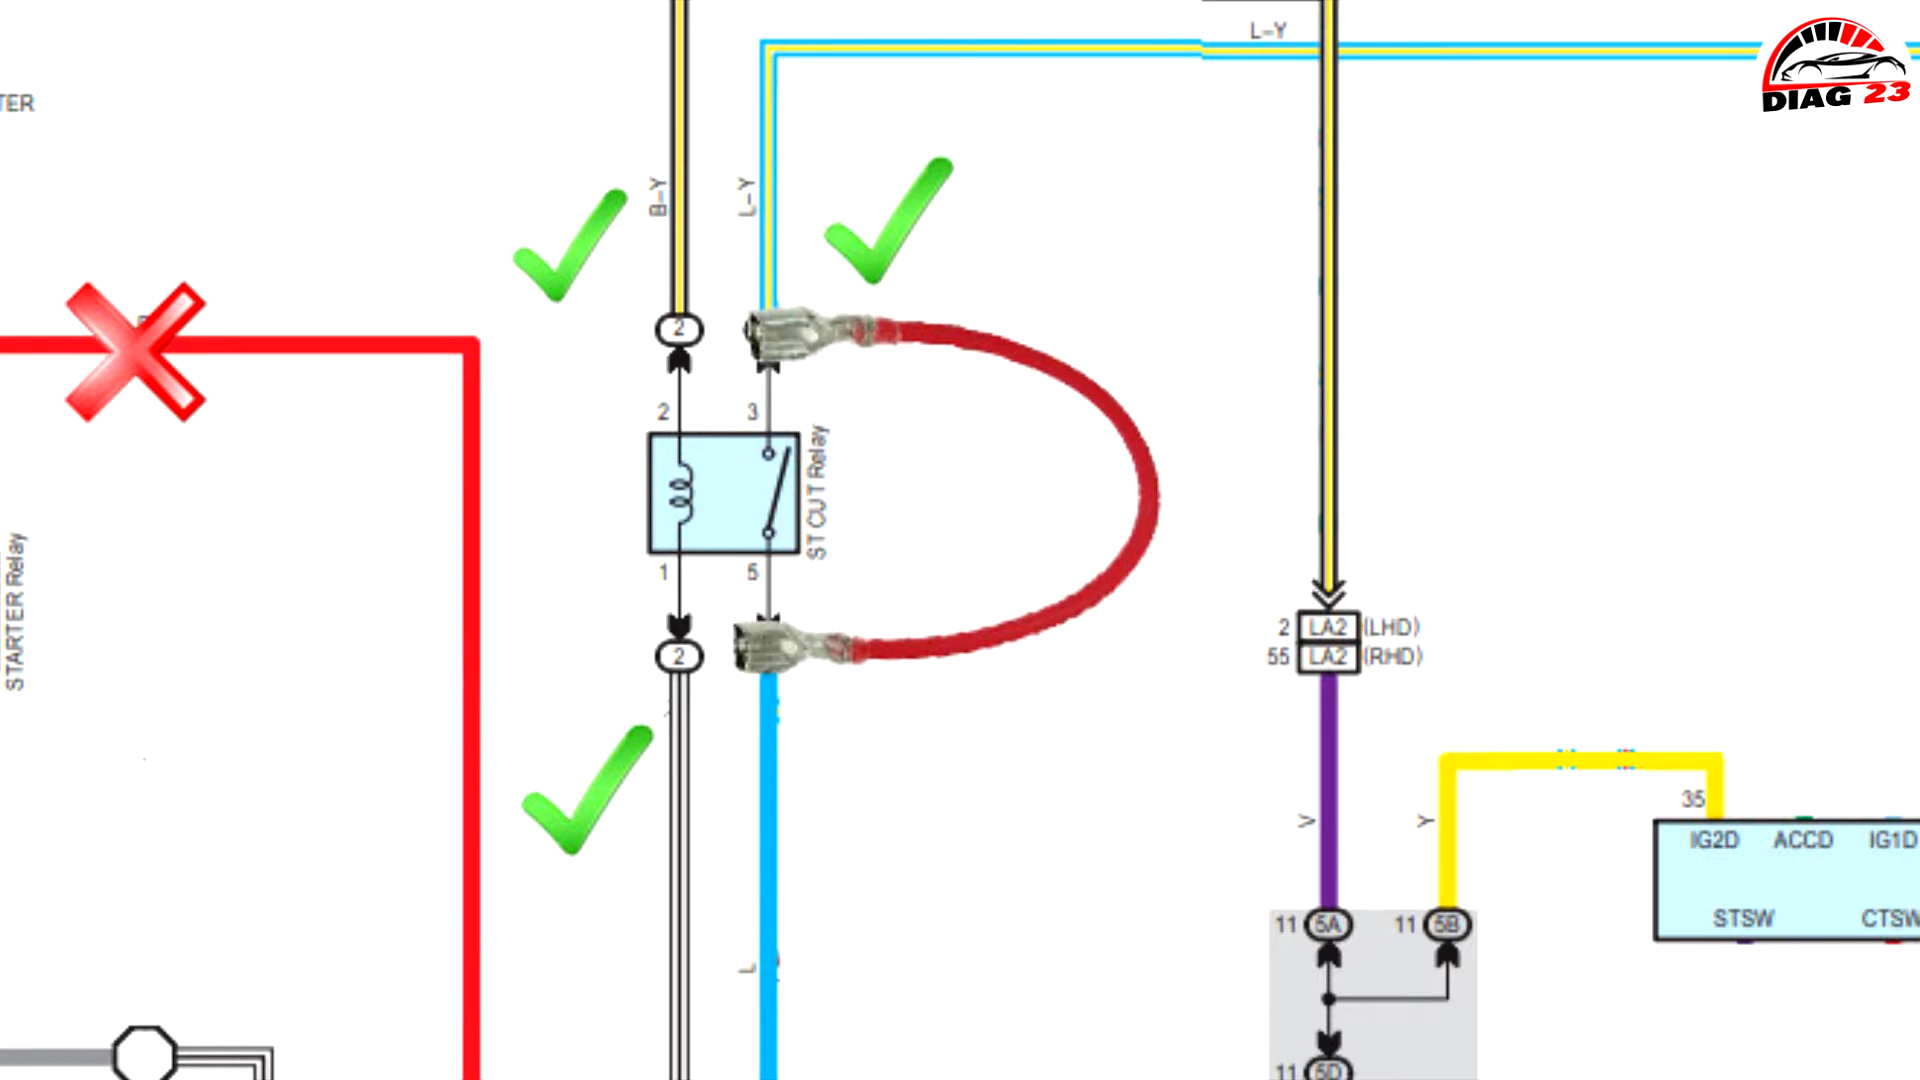 L-Y
DIAG 23
TER
B-Y
L-Y
2
2
3
ST CUT Relay
1
5
STARTER Relay
2
2 LA2 (LHD)
55 LA2 (RHD)
V
Y
35
IG2D ACCD IG1D
STSW CTSW
11 5A 11 5B
L
11 5D